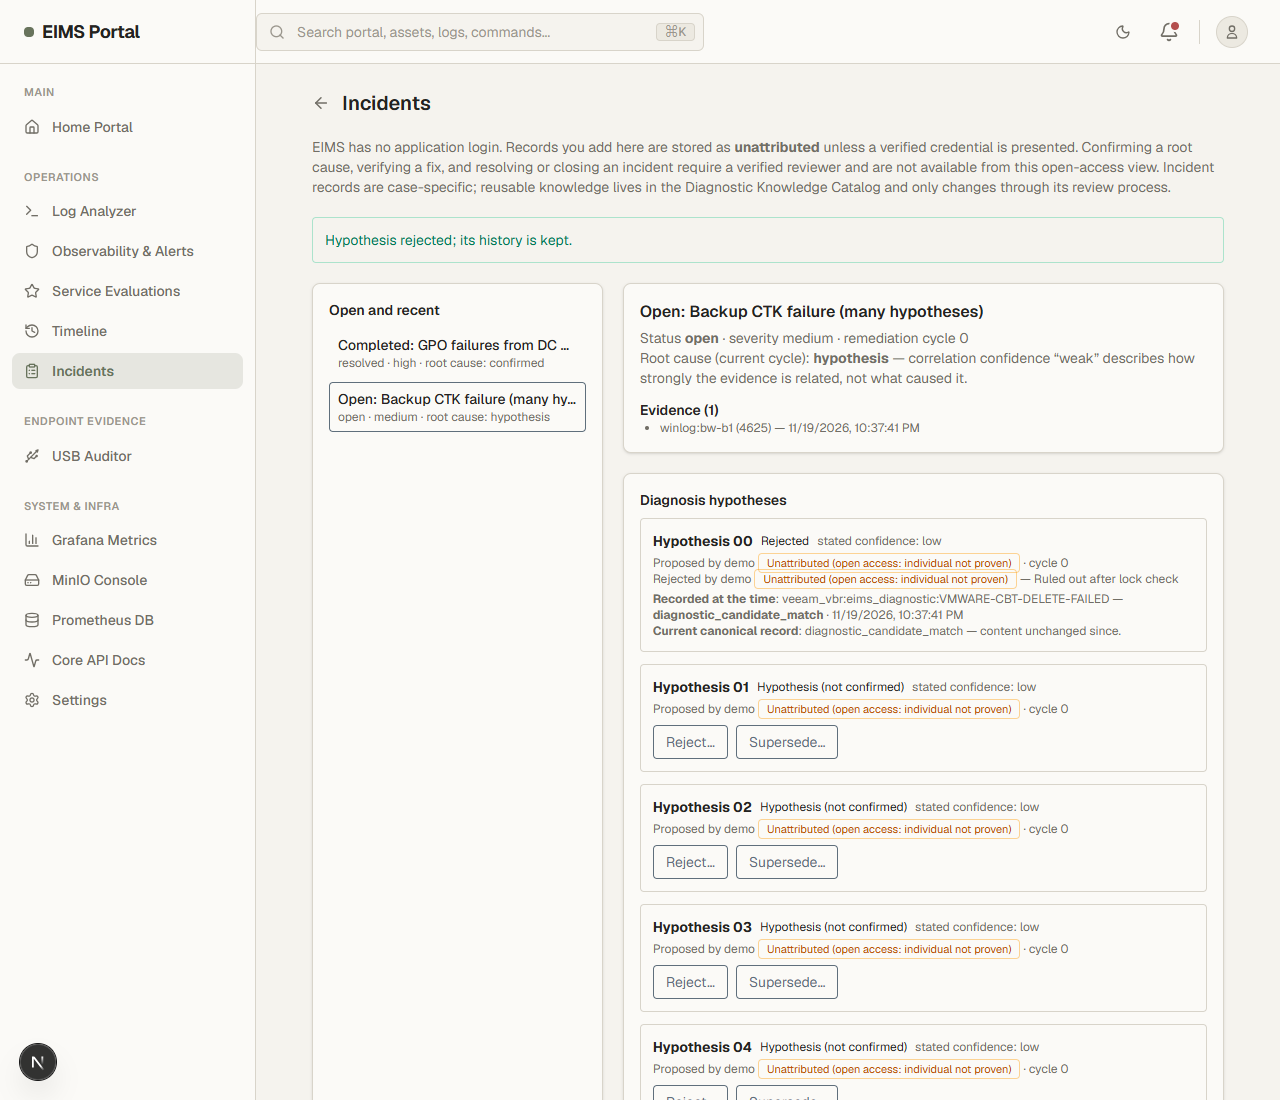 EIMS Portal
Search portal, assets, logs, commands...
⌘K
MAIN
Home Portal
OPERATIONS
Log Analyzer
Observability & Alerts
Service Evaluations
Timeline
Incidents
ENDPOINT EVIDENCE
USB Auditor
SYSTEM & INFRA
Grafana Metrics
MinIO Console
Prometheus DB
Core API Docs
Settings
N
Incidents
EIMS has no application login. Records you add here are stored as unattributed unless a verified credential is presented. Confirming a root
cause, verifying a fix, and resolving or closing an incident require a verified reviewer and are not available from this open-access view. Incident
records are case-specific; reusable knowledge lives in the Diagnostic Knowledge Catalog and only changes through its review process.
Hypothesis rejected; its history is kept.
Open and recent
Completed: GPO failures from DC ...
resolved · high · root cause: confirmed
Open: Backup CTK failure (many hy...
open · medium · root cause: hypothesis
Open: Backup CTK failure (many hypotheses)
Status open · severity medium · remediation cycle 0
Root cause (current cycle): hypothesis — correlation confidence “weak” describes how
strongly the evidence is related, not what caused it.
Evidence (1)
• winlog:bw-b1 (4625) — 11/19/2026, 10:37:41 PM
Diagnosis hypotheses
Hypothesis 00 Rejected stated confidence: low
Proposed by demo Unattributed (open access: individual not proven) · cycle 0
Rejected by demo Unattributed (open access: individual not proven) — Ruled out after lock check
Recorded at the time: veeam_vbr:eims_diagnostic:VMWARE-CBT-DELETE-FAILED —
diagnostic_candidate_match · 11/19/2026, 10:37:41 PM
Current canonical record: diagnostic_candidate_match — content unchanged since.
Hypothesis 01 Hypothesis (not confirmed) stated confidence: low
Proposed by demo Unattributed (open access: individual not proven) · cycle 0
Reject... Supersede...
Hypothesis 02 Hypothesis (not confirmed) stated confidence: low
Proposed by demo Unattributed (open access: individual not proven) · cycle 0
Reject... Supersede...
Hypothesis 03 Hypothesis (not confirmed) stated confidence: low
Proposed by demo Unattributed (open access: individual not proven) · cycle 0
Reject... Supersede...
Hypothesis 04 Hypothesis (not confirmed) stated confidence: low
Proposed by demo Unattributed (open access: individual not proven) · cycle 0
Reject... Supersede...